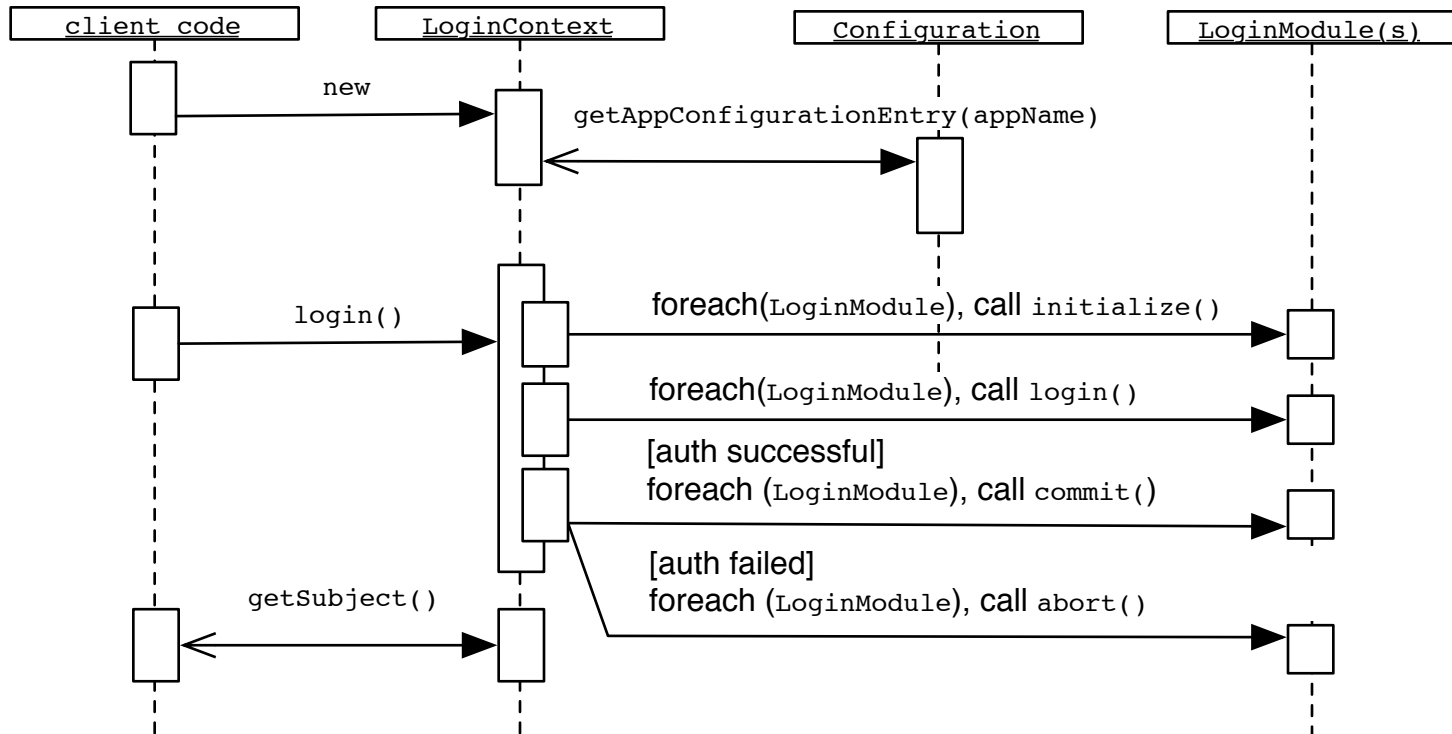 client code
LoginContext
Configuration
LoginModule(s)
new
getAppConfigurationEntry(appName)
foreach(LoginModule), call initialize()
login()
foreach(LoginModule), call login()
[auth successful]
foreach (LoginModule), call commit()
[auth failed]
foreach (LoginModule), call abort()
getSubject()